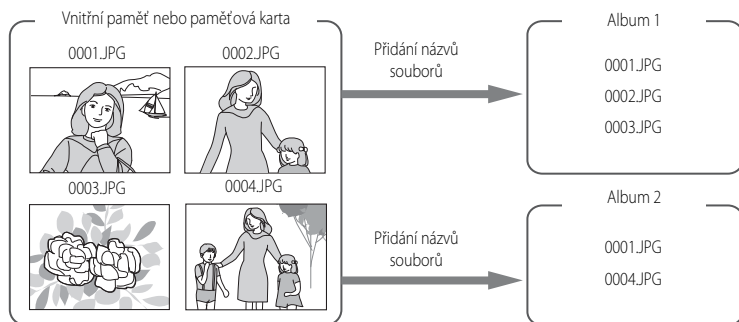 Vnitřní paměť nebo paměťová karta
0001.JPG
0002.JPG
0003.JPG
0004.JPG
Přidání názvů
souborů
Album 1
0001.JPG
0002.JPG
0003.JPG
Přidání názvů
souborů
Album 2
0001.JPG
0004.JPG